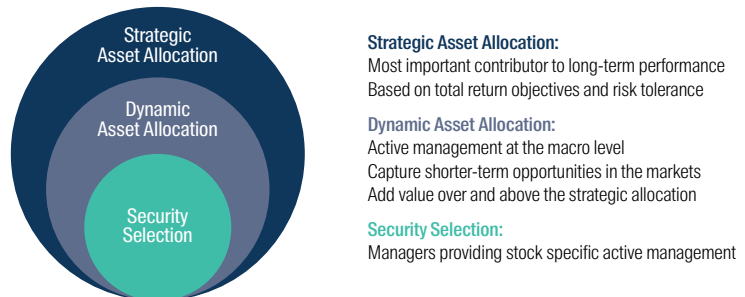 Strategic
Asset Allocation
Dynamic
Asset Allocation
Security
Selection
Strategic Asset Allocation:
Most important contributor to long-term performance
Based on total return objectives and risk tolerance
Dynamic Asset Allocation:
Active management at the macro level
Capture shorter-term opportunities in the markets
Add value over and above the strategic allocation
Security Selection:
Managers providing stock specific active management